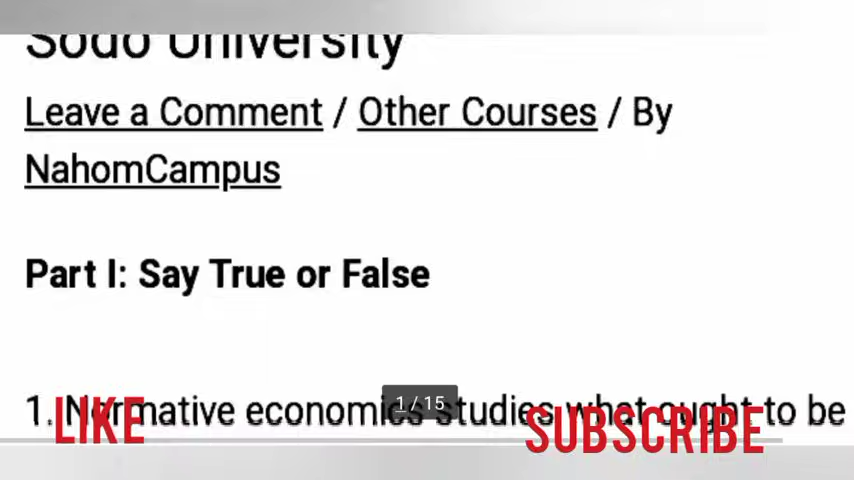 Sodo University
Leave a Comment / Other Courses / By
NahomCampus
Part I: Say True or False
1 / 15
1. Normative economics studies what ought to be
LIKE
SUBSCRIBE